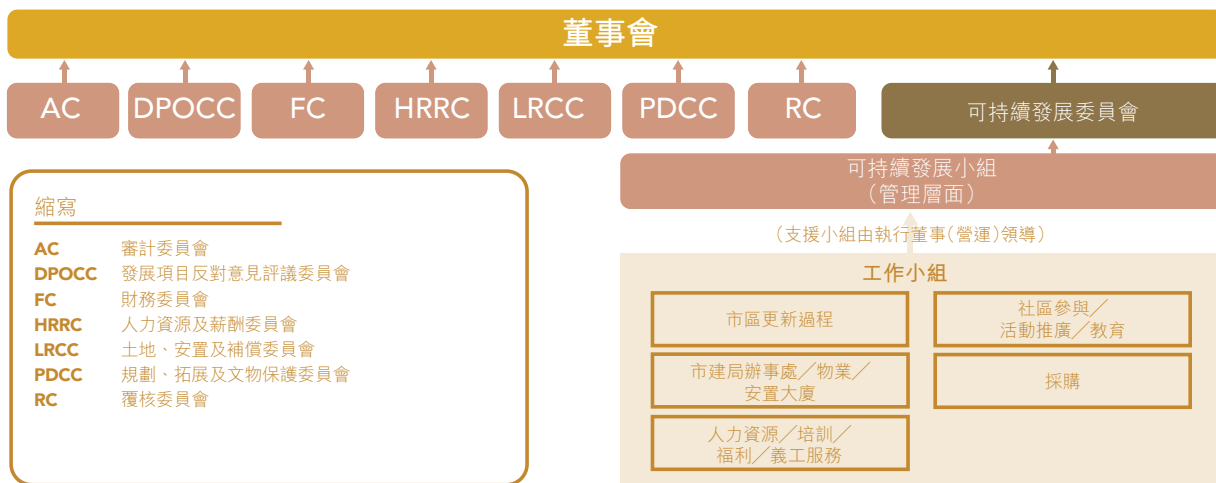 董事會
AC
DPOCC
FC
HRRC
LRCC
PDCC
RC
可持續發展委員會
可持續發展小組
（管理層面）
（支援小組由執行董事（營運）領導）
縮寫
AC 審計委員會
DPOCC 發展項目反對意見評議委員會
FC 財務委員會
HRRC 人力資源及薪酬委員會
LRCC 土地、安置及補償委員會
PDCC 規劃、拓展及文物保護委員會
RC 覆核委員會
工作小組
市區更新過程
社區參與／
活動推廣／教育
市建局辦事處／物業／
安置大廈
採購
人力資源／培訓／
福利／義工服務